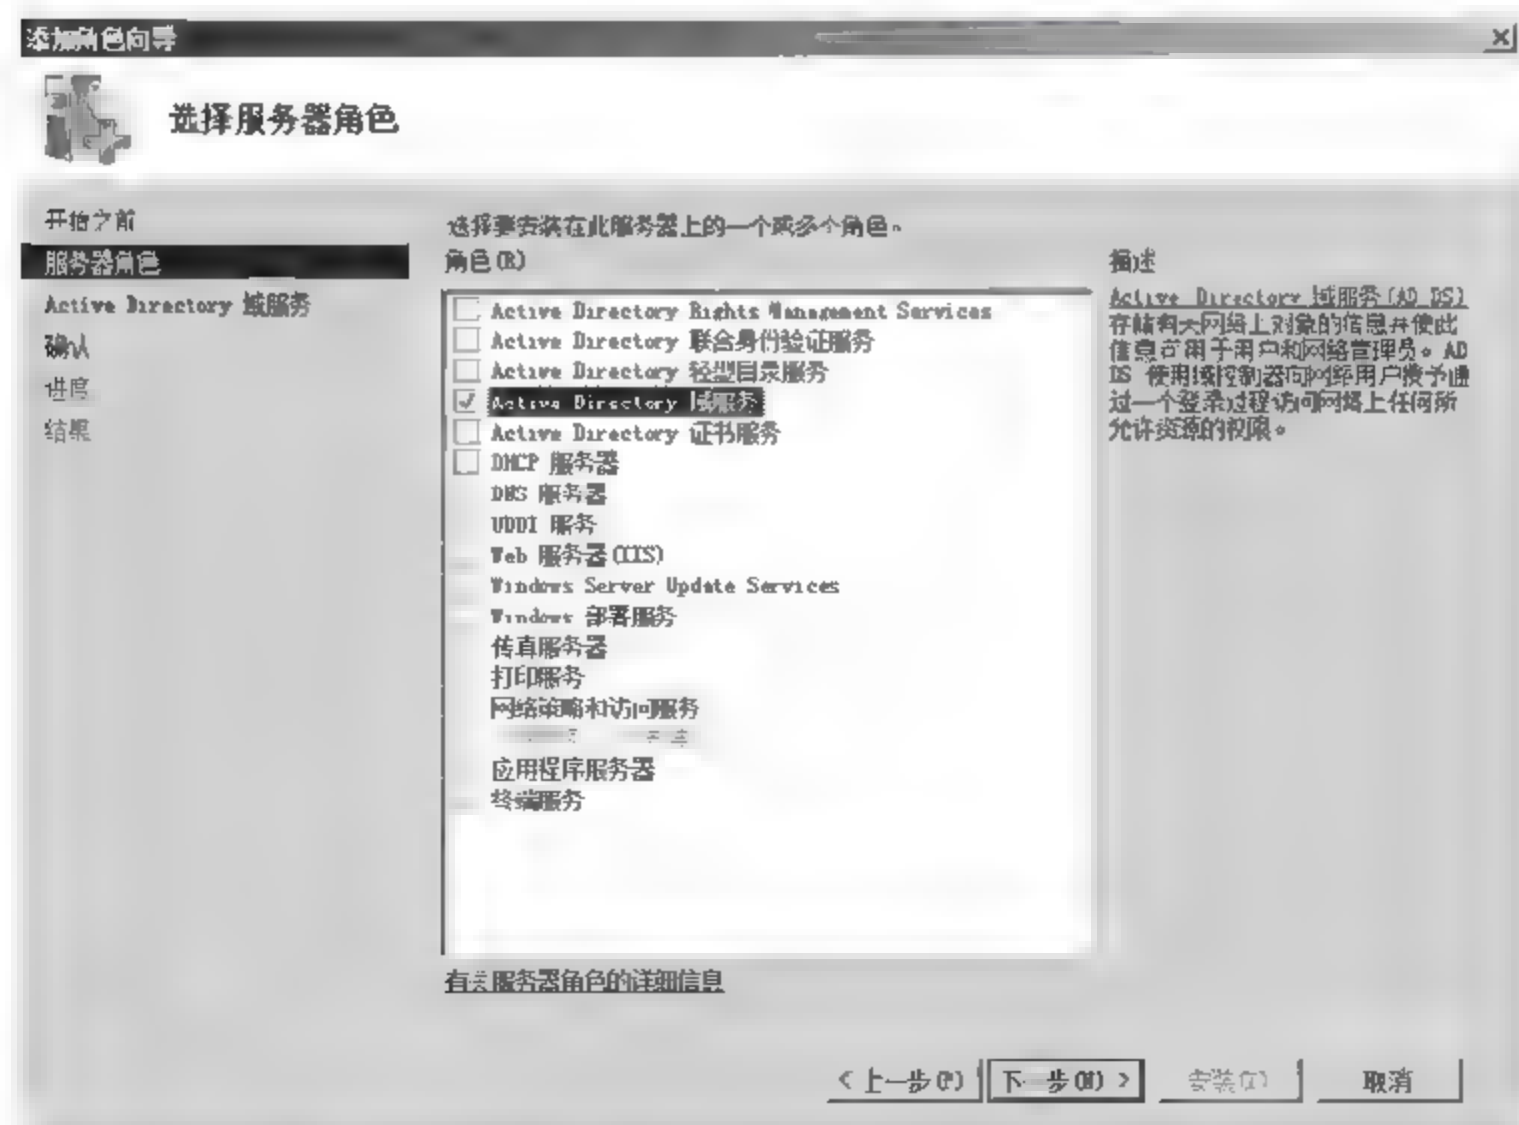 添加角色向导
选择服务器角色
开始之前
服务器角色
Active Directory 域服务
确认
进度
结果
选择要安装在此服务器上的一个或多个角色。
角色(R)
Active Directory Rights Management Services
Active Directory 联合身份验证服务
Active Directory 轻型目录服务
Active Directory 域服务
Active Directory 证书服务
DHCP 服务器
DNS 服务器
UDDI 服务
Web 服务器(IIS)
Windows Server Update Services
Windows 部署服务
传真服务器
打印服务
网络策略和访问服务
应用程序服务器
终端服务
有关服务器角色的详细信息
描述
Active Directory 域服务(AD DS)
存储有关网络上对象的信息并使此
信息可用于用户和网络管理员。AD
DS 使用域控制器向网络用户授予通
过一个登录过程访问网络上任何所
允许资源的权限。
< 上一步(P)
下一步(N) >
安装(I)
取消